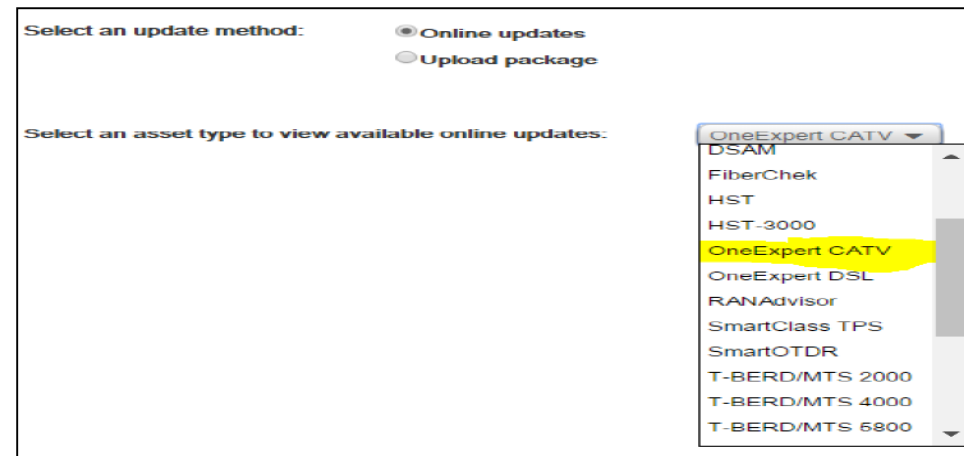 Select an update method:
Online updates
Upload package
Select an asset type to view available online updates:
OneExpert CATV
DSAM
FiberChek
HST
HST-3000
OneExpert CATV
OneExpert DSL
RANAdvisor
SmartClass TPS
SmartOTDR
T-BERD/MTS 2000
T-BERD/MTS 4000
T-BERD/MTS 5800